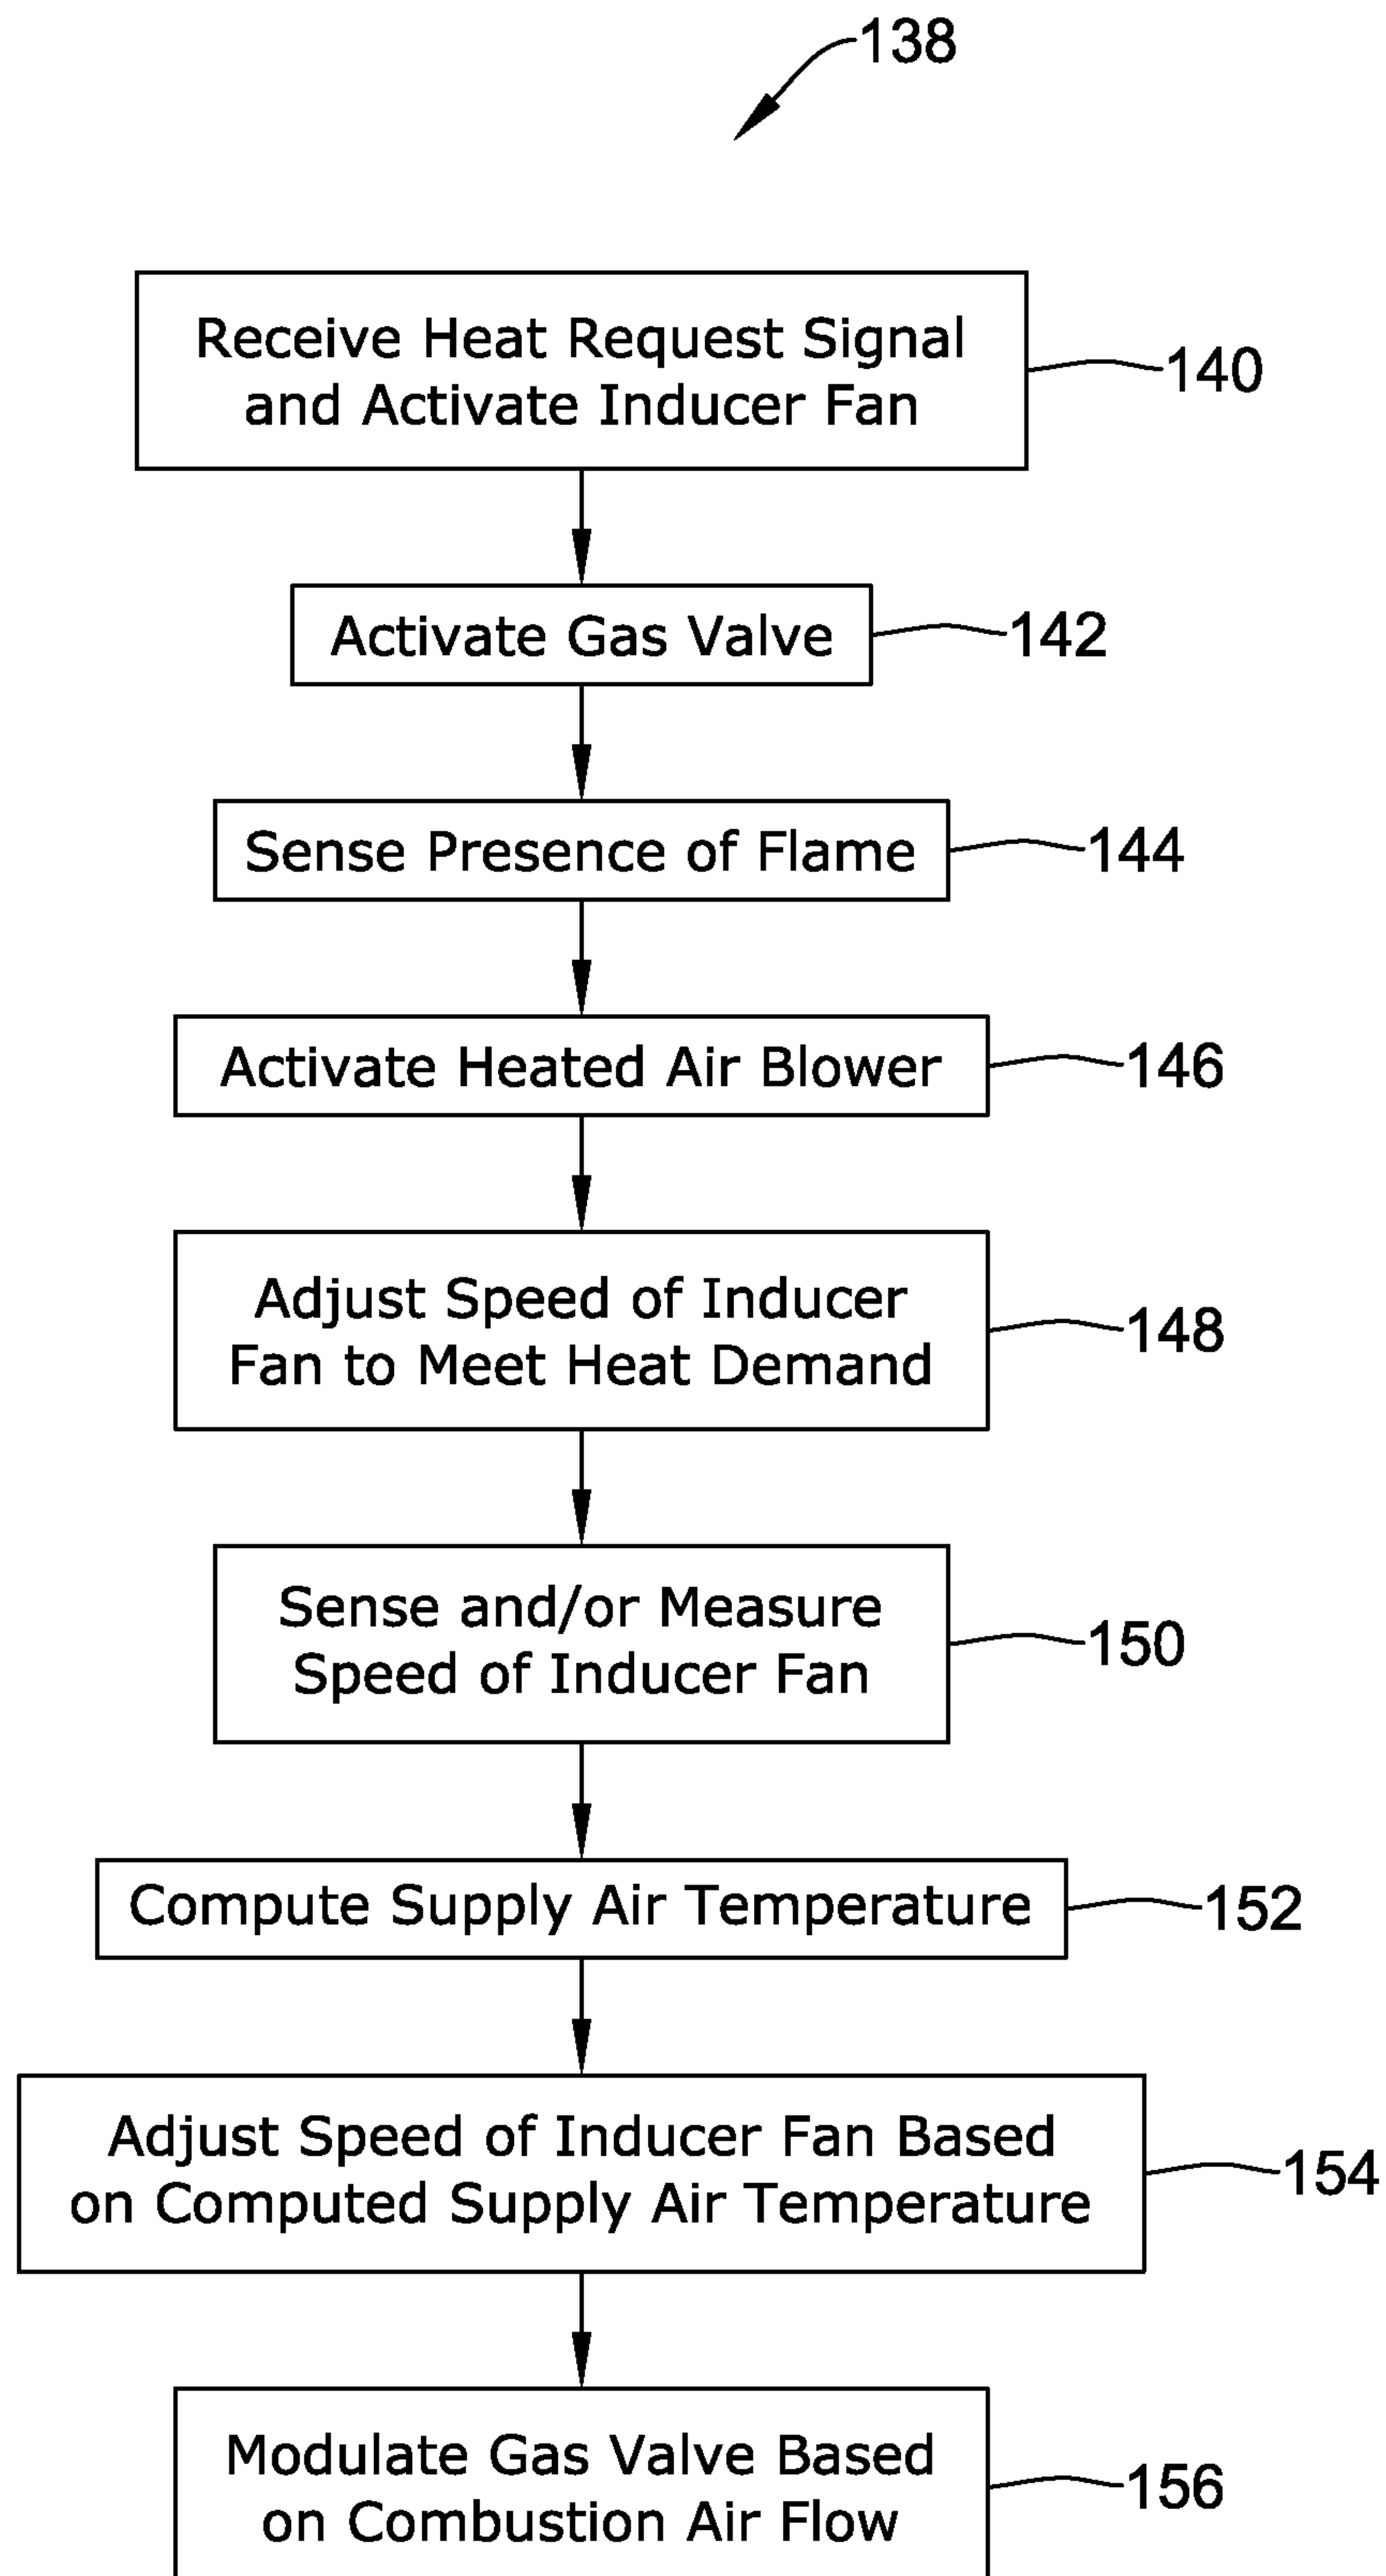 138
Receive Heat Request Signal
and Activate Inducer Fan
140
Activate Gas Valve
142
Sense Presence of Flame
144
Activate Heated Air Blower
146
Adjust Speed of Inducer
Fan to Meet Heat Demand
148
Sense and/or Measure
Speed of Inducer Fan
150
Compute Supply Air Temperature
152
Adjust Speed of Inducer Fan Based
on Computed Supply Air Temperature
154
Modulate Gas Valve Based
on Combustion Air Flow
156